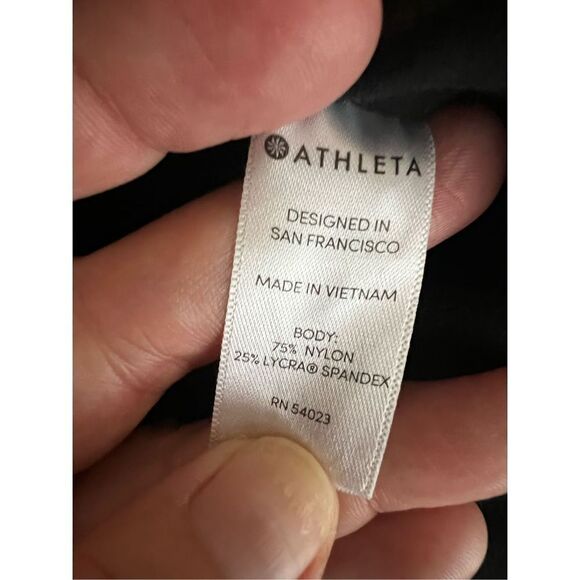 ATHLETA
DESIGNED IN
SAN FRANCISCO
MADE IN VIETNAM
BODY:
75% NYLON
25% LYCRA® SPANDEX
RN 54023